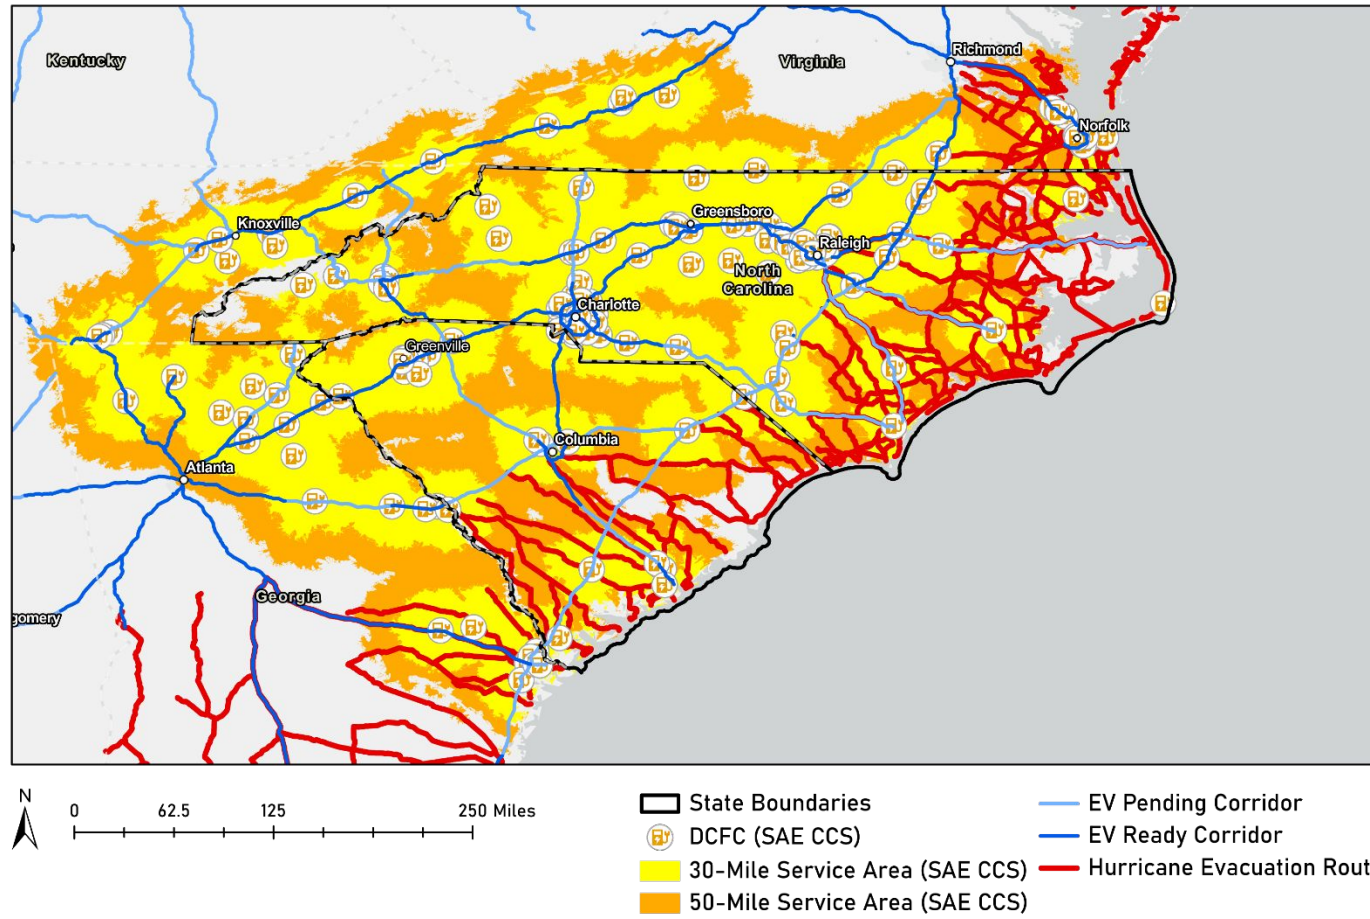 Kentucky
Virginia
Richmond
Norfolk
Knoxville
Greensboro
Raleigh
North
Carolina
Charlotte
Greenville
Columbia
Atlanta
Georgia
gomery
N
0 62.5 125 250 Miles
State Boundaries
DCFC (SAE CCS)
30-Mile Service Area (SAE CCS)
50-Mile Service Area (SAE CCS)
EV Pending Corridor
EV Ready Corridor
Hurricane Evacuation Rout